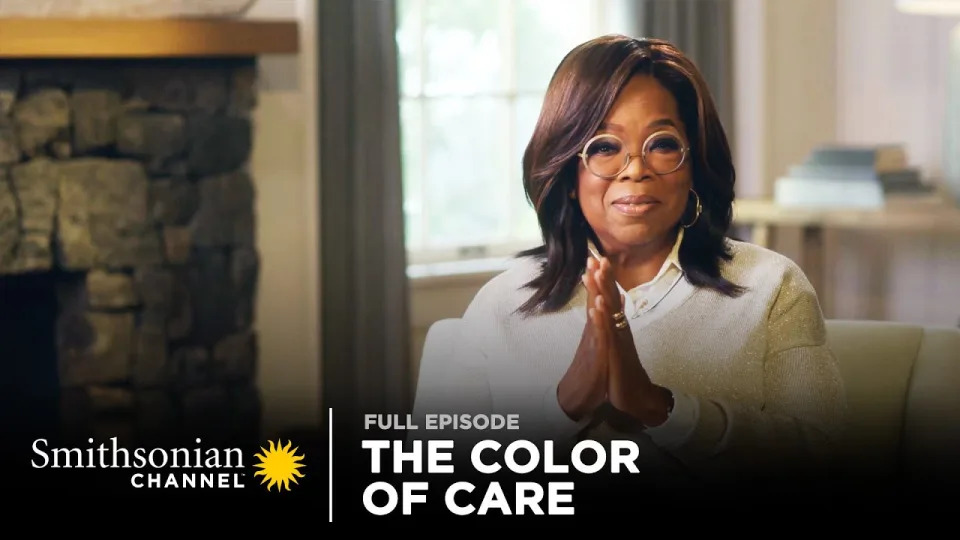 Smithsonian
CHANNEL
FULL EPISODE
THE COLOR
OF CARE